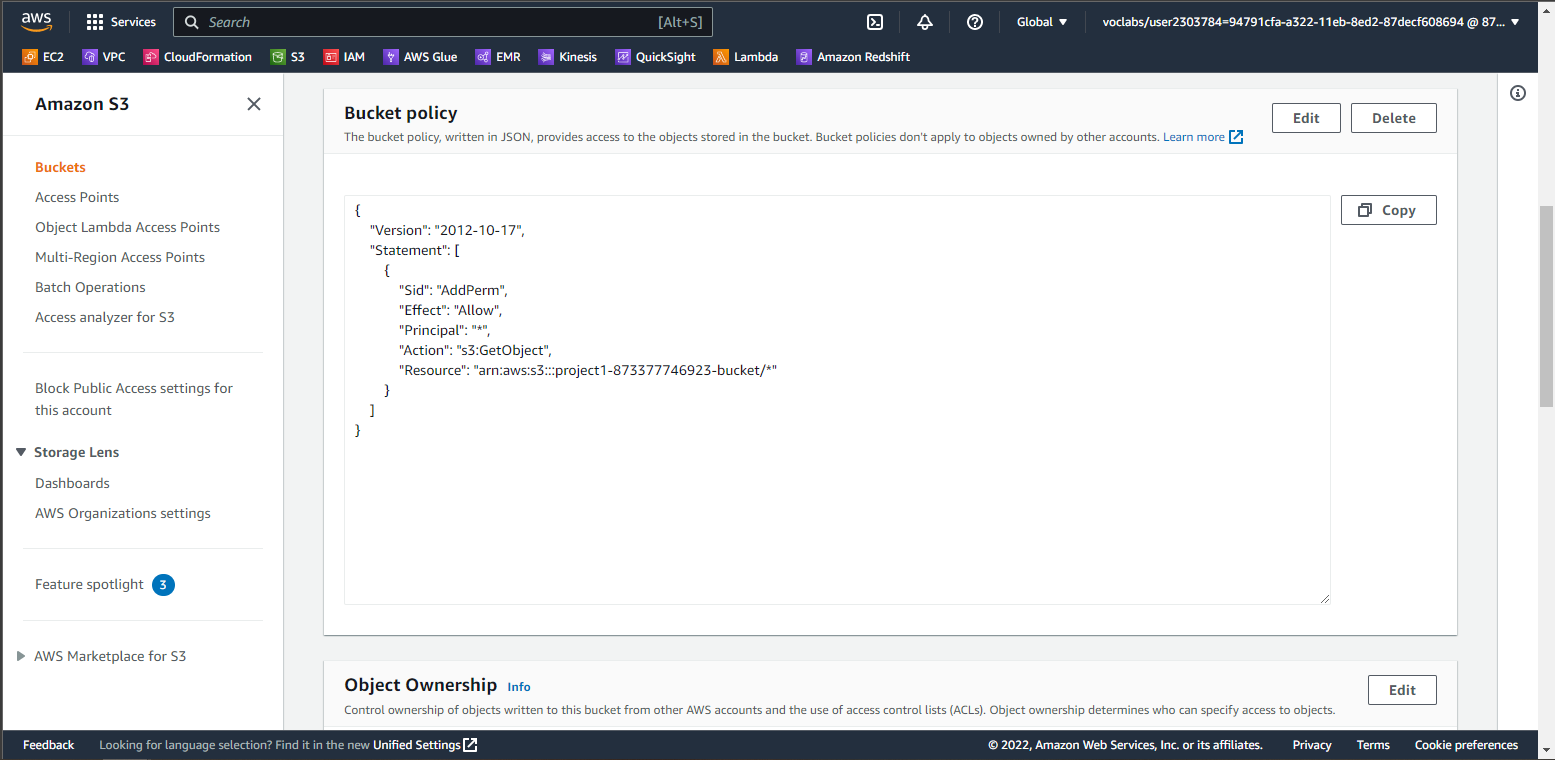 aws
Services
Search
[Alt+S]
Global
voclabs/user2303784=94791cfa-a322-11eb-8ed2-87decf608694 @ 87...
EC2 VPC CloudFormation S3 IAM AWS Glue EMR Kinesis QuickSight Lambda Amazon Redshift
Amazon S3
Buckets
Access Points
Object Lambda Access Points
Multi-Region Access Points
Batch Operations
Access analyzer for S3
Block Public Access settings for
this account
Storage Lens
Dashboards
AWS Organizations settings
Feature spotlight 3
AWS Marketplace for S3
Bucket policy
The bucket policy, written in JSON, provides access to the objects stored in the bucket. Bucket policies don't apply to objects owned by other accounts. Learn more
Edit
Delete
Copy
{
"Version": "2012-10-17",
"Statement": [
{
"Sid": "AddPerm",
"Effect": "Allow",
"Principal": "*",
"Action": "s3:GetObject",
"Resource": "arn:aws:s3:::project1-873377746923-bucket/*"
}
]
}
Object Ownership Info
Control ownership of objects written to this bucket from other AWS accounts and the use of access control lists (ACLs). Object ownership determines who can specify access to objects.
Edit
Feedback
Looking for language selection? Find it in the new Unified Settings
© 2022, Amazon Web Services, Inc. or its affiliates.
Privacy
Terms
Cookie preferences